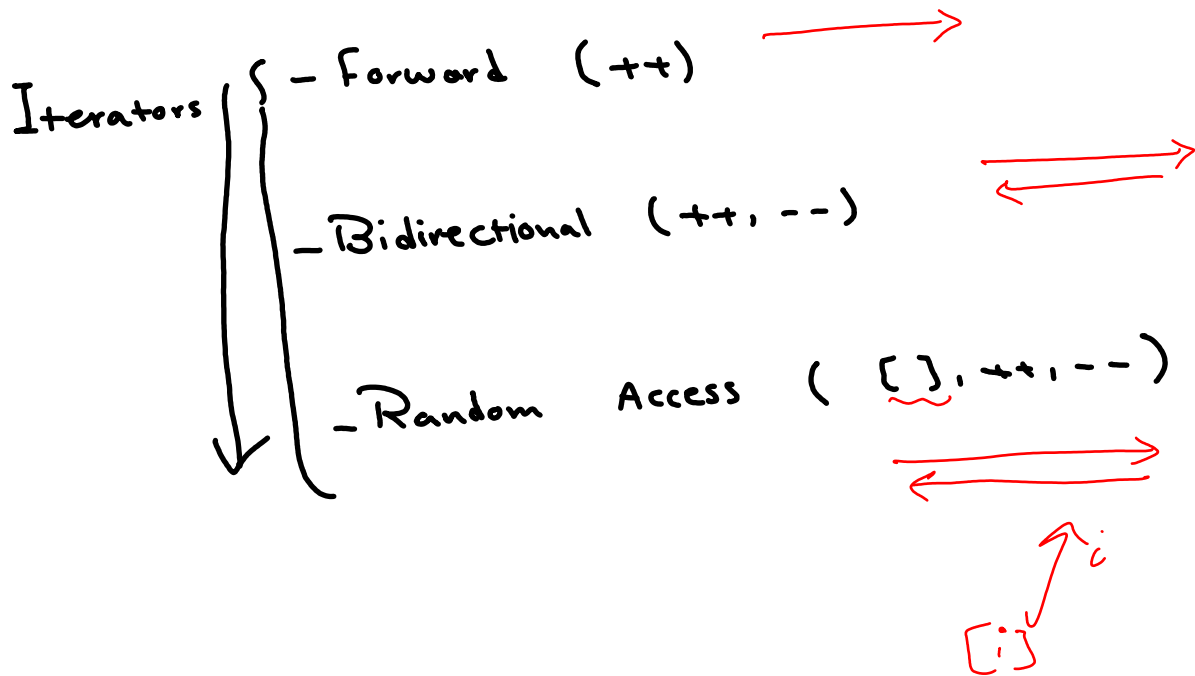 Iterators
- Forward (++)
- Bidirectional (++, --)
- Random Access ( [ ], ++, --)
i
[i]